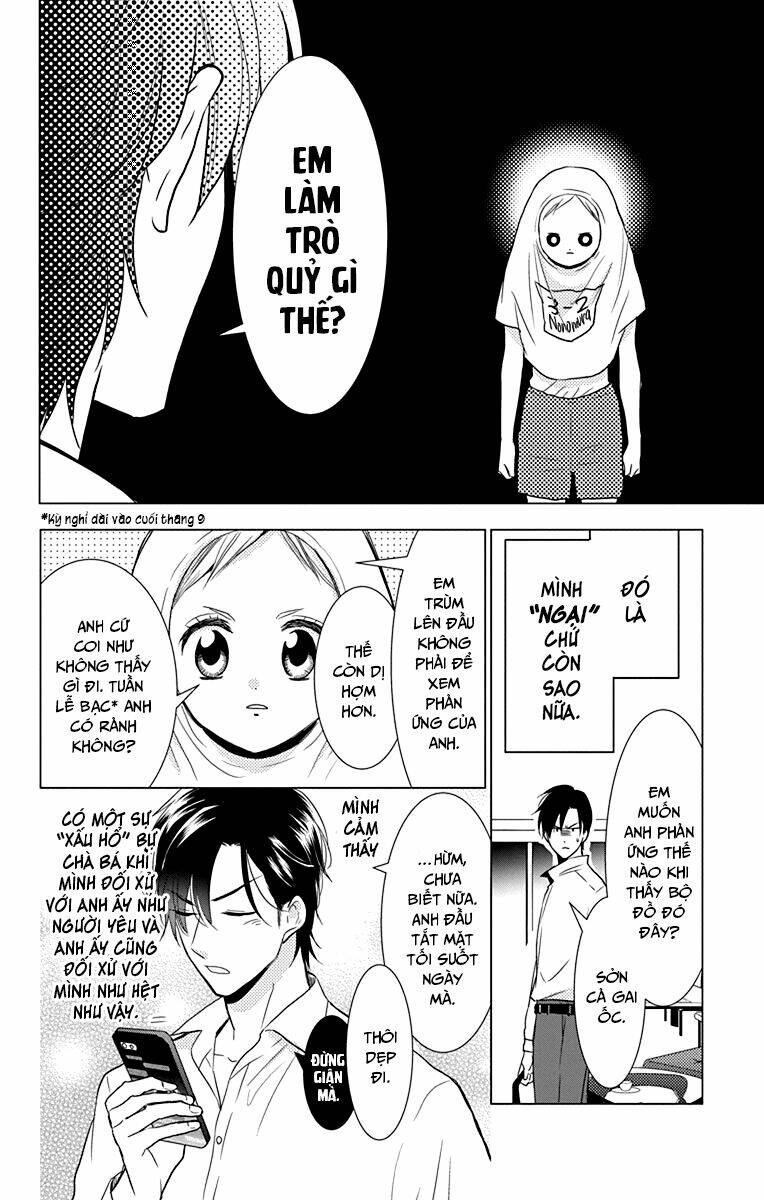 EM
LÀM
TRÒ
QUỶ GÌ
THẾ?
3-2
Nonomura
*Kỳ nghỉ dài vào cuối tháng 9
ĐÓ
LÀ
MÌNH
"NGẠI"
CHỨ
CÒN
SAO
NỮA.
EM
MUỐN
ANH PHẢN
ỨNG THẾ
NÀO KHI
THẤY BỘ
ĐỒ ĐÓ
ĐÂY?
SỞN
CẢ GAI
ỐC.
EM
TRÙM
LÊN ĐẦU
KHÔNG
PHẢI ĐỂ
XEM
PHẢN
ỨNG CỦA
ANH.
THẾ
CÒN DỊ
HỢM
HƠN.
ANH CỨ
COI NHƯ
KHÔNG THẤY
GÌ ĐI. TUẦN
LỄ BẠC* ANH
CÓ RẢNH
KHÔNG?
...HỪM,
CHƯA
BIẾT NỮA.
ANH ĐẦU
TẮT MẶT
TỐI SUỐT
NGÀY
MÀ.
THÔI
DẸP
ĐI.
ĐỪNG
GIẬN
MÀ.
MÌNH
CẢM
THẤY
CÓ MỘT SỰ
"XẤU HỔ" BỰ
CHÀ BÁ KHI
MÌNH ĐỐI XỬ
VỚI ANH ẤY NHƯ
NGƯỜI YÊU VÀ
ANH ẤY CŨNG
ĐỐI XỬ VỚI
MÌNH NHƯ HỆT
NHƯ VẬY.